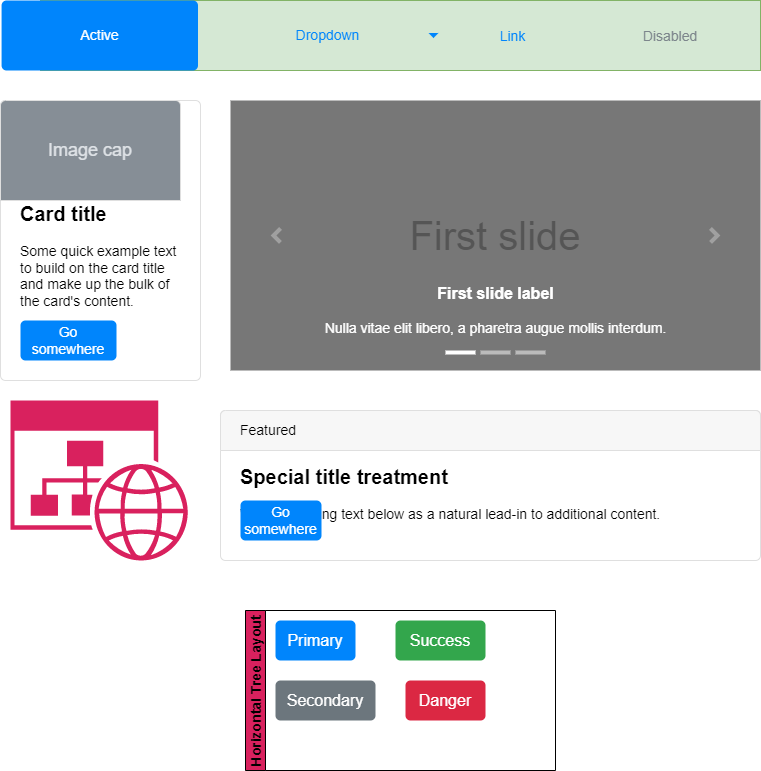 Active
Dropdown
Link
Disabled
Image cap
Card title
Some quick example text
to build on the card title
and make up the bulk of
the card's content.
Go
somewhere
First slide
First slide label
Nulla vitae elit libero, a pharetra augue mollis interdum.
Featured
Special title treatment
Go
somewhere
ng text below as a natural lead-in to additional content.
Horizontal Tree Layout
Primary
Success
Secondary
Danger